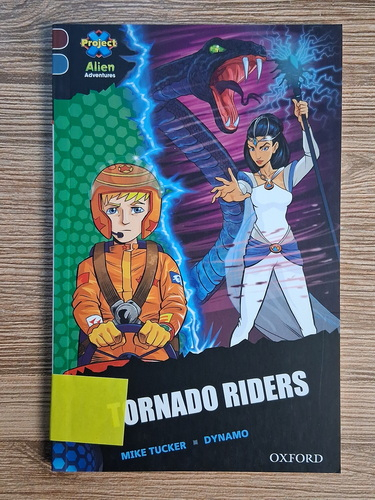 Project
X
Alien
Adventures
TORNADO RIDERS
MIKE TUCKER ■ DYNAMO
OXFORD